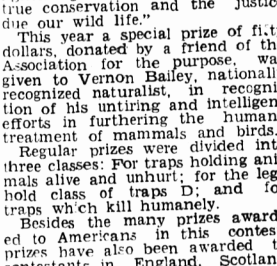 true conservation and the justice
due our wild life."
This year a special prize of fift
dollars, donated by a friend of th
Association for the purpose, wa
given to Vernon Bailey, nationall
recognized naturalist, in recogni
tion of his untiring and intelligen
efforts in furthering the human
treatment of mammals and birds.
Regular prizes were divided int
three classes: For traps holding ani
mals alive and unhurt; for the leg
hold class of traps D; and fo
traps which kill humanely.
Besides the many prizes award
ed to Americans in this contes
prizes have also been awarded t
in England, Scotlan